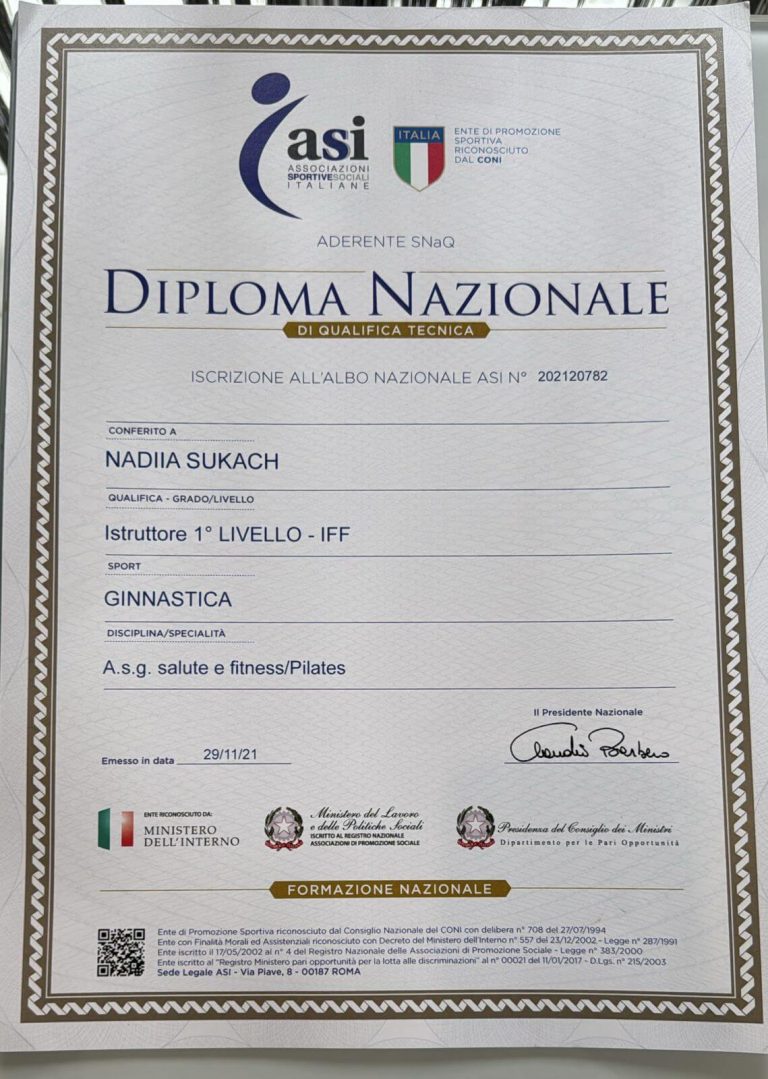 asi
ASSOCIAZIONI
SPORTIVESOCIALI
ITALIANE
ITALIA
ENTE DI PROMOZIONE
SPORTIVA
RICONOSCIUTO
DAL CONI
ADERENTE SNaQ
DIPLOMA NAZIONALE
DI QUALIFICA TECNICA
ISCRIZIONE ALL'ALBO NAZIONALE ASI N° 202120782
CONFERITO A
NADIIA SUKACH
QUALIFICA - GRADO/LIVELLO
Istruttore 1° LIVELLO - IFF
SPORT
GINNASTICA
DISCIPLINA/SPECIALITÀ
A.s.g. salute e fitness/Pilates
Il Presidente Nazionale
Claudio Barbaro
Emesso in data 29/11/21
ENTE RICONOSCIUTO DA:
MINISTERO
DELL'INTERNO
Ministero del Lavoro
e delle Politiche Sociali
ISCRITTO AL REGISTRO NAZIONALE
ASSOCIAZIONI DI PROMOZIONE SOCIALE
Presidenza del Consiglio dei Ministri
Dipartimento per le Pari Opportunità
FORMAZIONE NAZIONALE
Ente di Promozione Sportiva riconosciuto dal Consiglio Nazionale del CONI con delibera n° 708 del 27/07/1994
Ente con Finalità Morali ed Assistenziali riconosciuto con Decreto del Ministero dell'Interno n° 557 del 23/12/2002 - Legge n° 287/1991
Ente iscritto il 17/05/2002 al n° 4 del Registro Nazionale delle Associazioni di Promozione Sociale - Legge n° 383/2000
Ente iscritto al "Registro Ministero pari opportunità per la lotta alle discriminazioni" al n° 00021 del 11/01/2017 - D.Lgs. n° 215/2003
Sede Legale ASI - Via Piave, 8 - 00187 ROMA